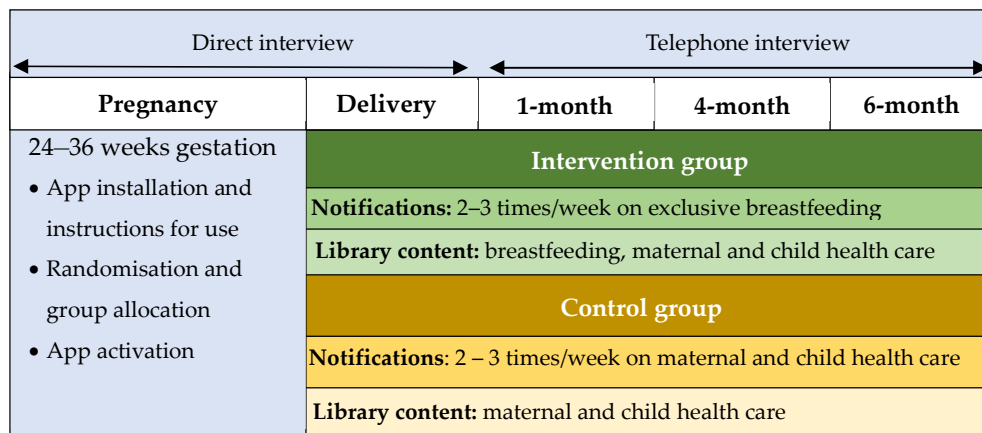 Direct interview
Telephone interview
Pregnancy
Delivery
1-month
4-month
6-month
24–36 weeks gestation
• App installation and
instructions for use
• Randomisation and
group allocation
• App activation
Intervention group
Notifications: 2–3 times/week on exclusive breastfeeding
Library content: breastfeeding, maternal and child health care
Control group
Notifications: 2 – 3 times/week on maternal and child health care
Library content: maternal and child health care